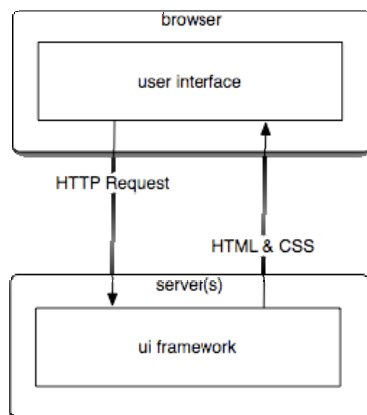 browser
user interface
HTTP Request
HTML & CSS
server(s)
ui framework